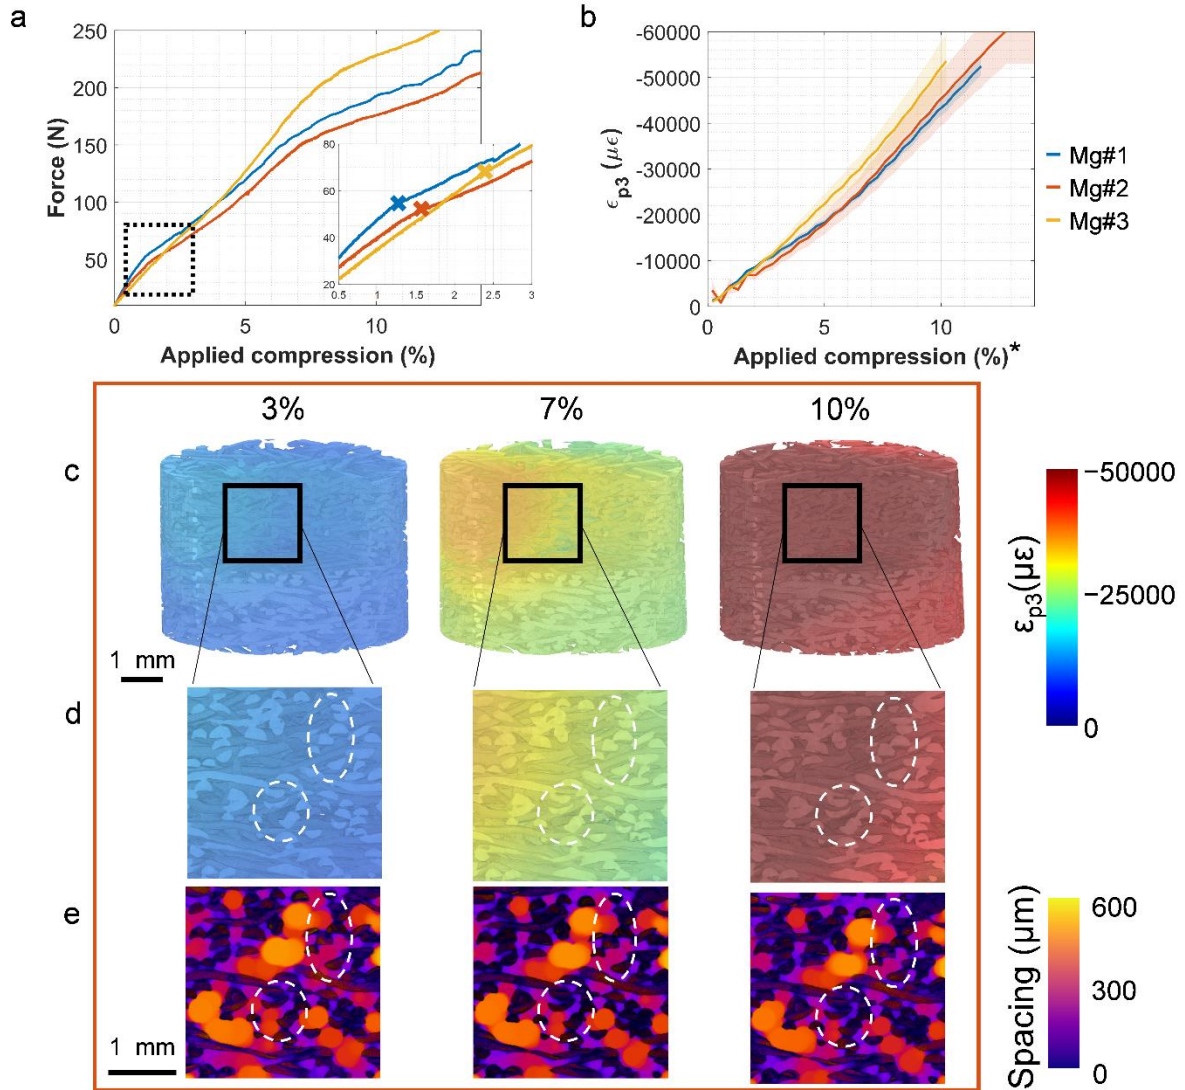 a
Force (N)
250
200
150
100
50
0
5
10
Applied compression (%)
80
60
40
20
0.5
1
1.5
2
2.5
3
b
ϵp3 (µϵ)
-60000
-50000
-40000
-30000
-20000
-10000
0
0
5
10
Applied compression (%)*
Mg#1
Mg#2
Mg#3
3%
7%
10%
c
1 mm
d
e
1 mm
−50000
−25000
0
εp3(µε)
600
300
0
Spacing (µm)